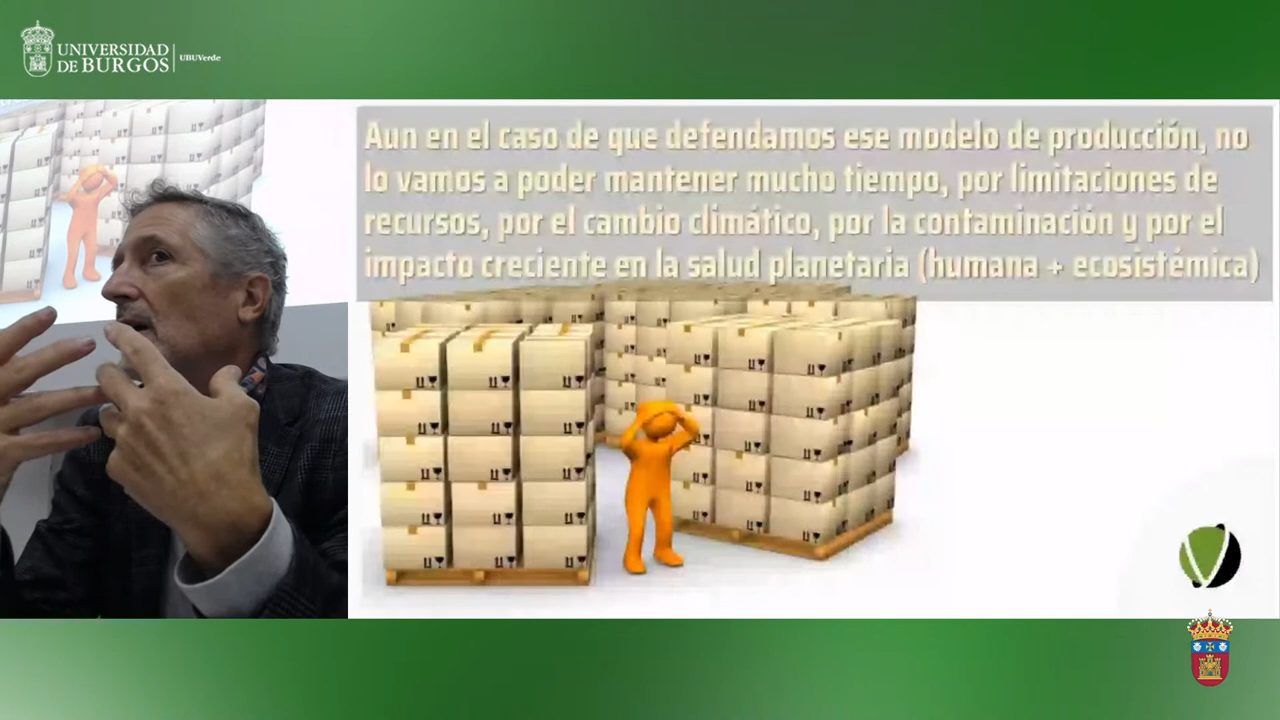 UNIVERSIDAD
DE BURGOS
UBUVerde
Aun en el caso de que defendamos ese modelo de producción, no
lo vamos a poder mantener mucho tiempo, por limitaciones de
recursos, por el cambio climático, por la contaminación y por el
impacto creciente en la salud planetaria (humana + ecosistémica)